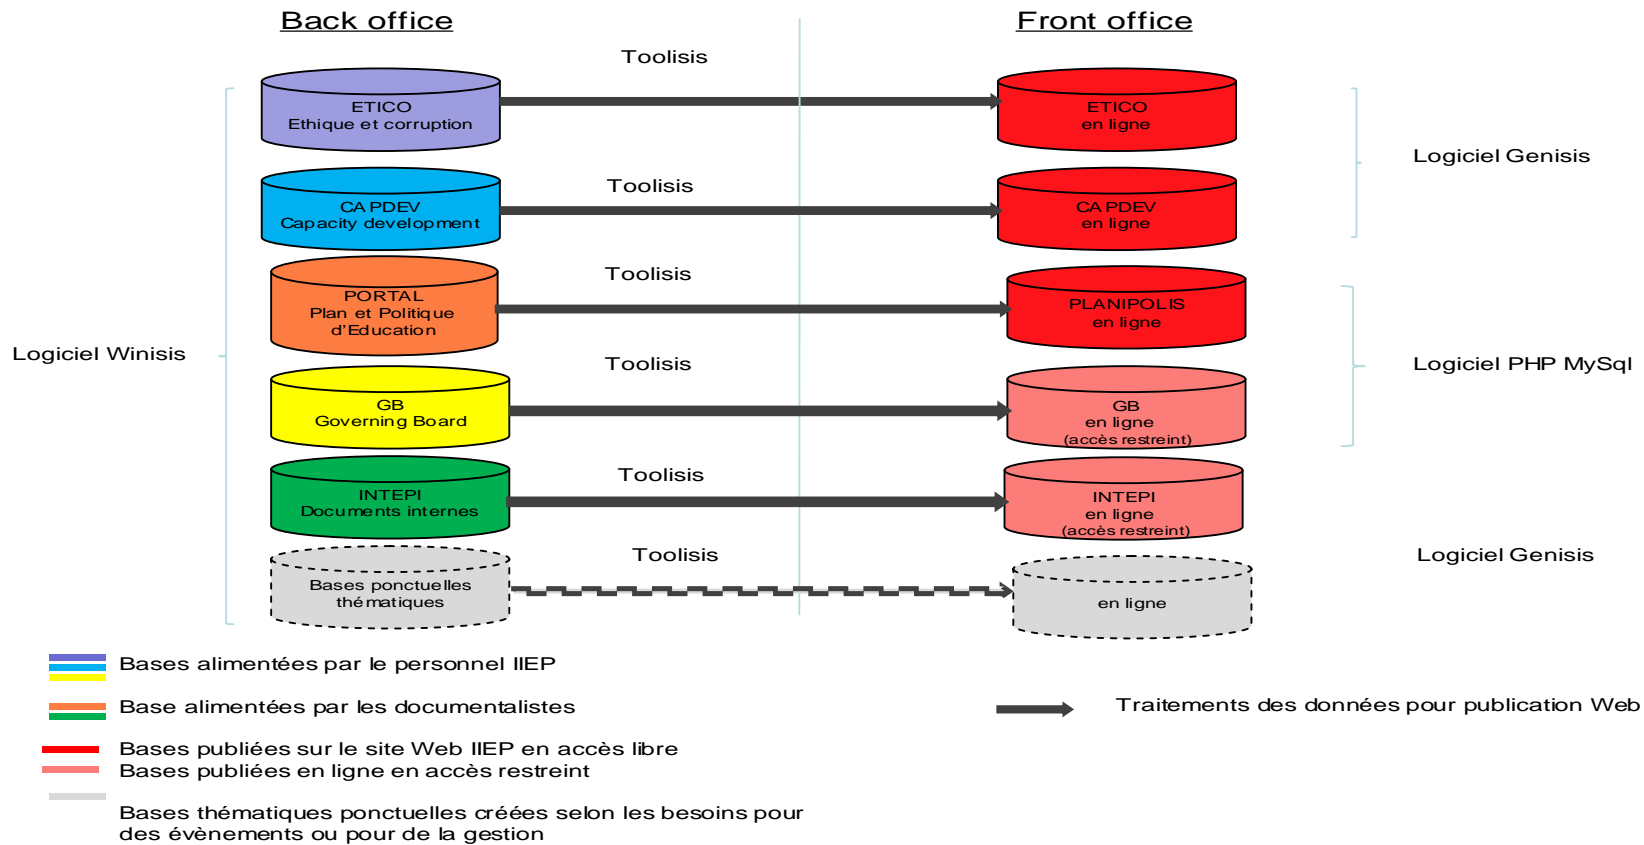 Back office
Front office
Toolisis
ETICO
Ethique et corruption
ETICO
en ligne
Logiciel Genisis
Toolisis
CAPDEV
Capacity development
CAPDEV
en ligne
Toolisis
PORTAL
Plan et Politique
d'Education
PLANIPOLIS
en ligne
Logiciel Winisis
Toolisis
Logiciel PHP MySql
GB
Governing Board
GB
en ligne
(accès restreint)
Toolisis
INTEPI
Documents internes
INTEPI
en ligne
(accès restreint)
Toolisis
Logiciel Genisis
Bases ponctuelles
thématiques
en ligne
Bases alimentées par le personnel IIEP
Base alimentées par les documentalistes
Traitements des données pour publication Web
Bases publiées sur le site Web IIEP en accès libre
Bases publiées en ligne en accès restreint
Bases thématiques ponctuelles créées selon les besoins pour
des évènements ou pour de la gestion